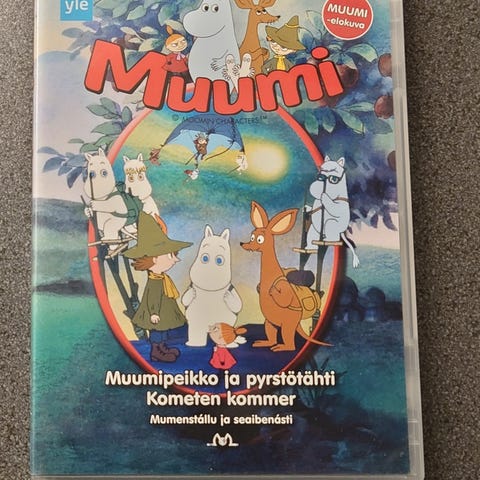 yle
MUUMI
-elokuva
Muumi
© MOOMIN CHARACTERS™
Muumipeikko ja pyrstötähti
Kometen kommer
Mumenstállu ja seaibenásti